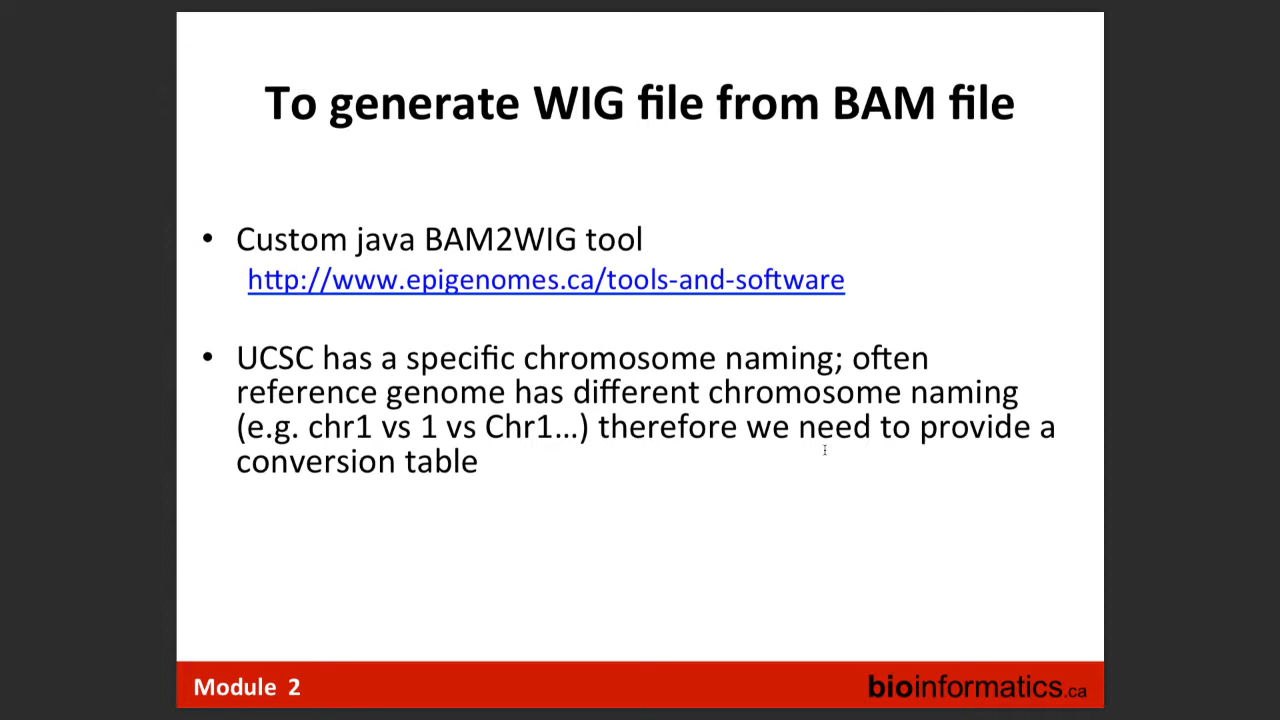 To generate WIG file from BAM file
• Custom java BAM2WIG tool
http://www.epigenomes.ca/tools-and-software
• UCSC has a specific chromosome naming; often
reference genome has different chromosome naming
(e.g. chr1 vs 1 vs Chr1…) therefore we need to provide a
conversion table
Module 2
bioinformatics.ca